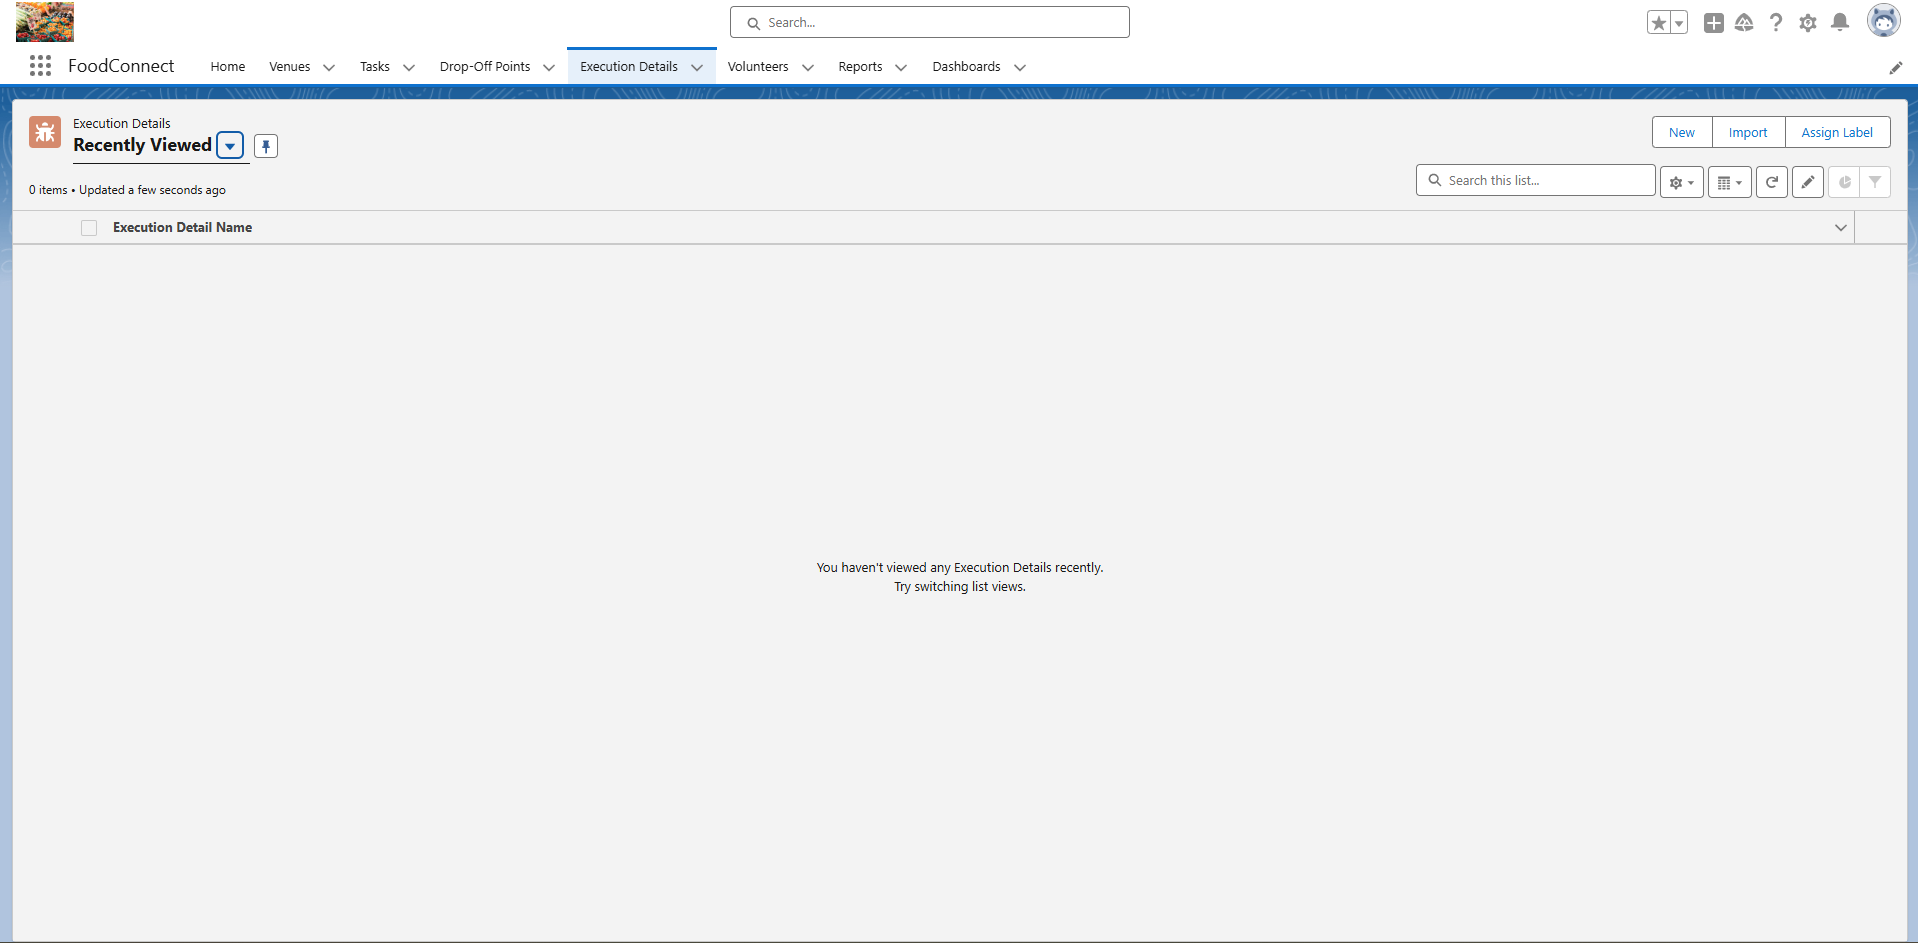 Search...
FoodConnect
Home
Venues
Tasks
Drop-Off Points
Execution Details
Volunteers
Reports
Dashboards
Execution Details
Recently Viewed
New
Import
Assign Label
0 items • Updated a few seconds ago
Search this list...
Execution Detail Name
You haven't viewed any Execution Details recently.
Try switching list views.